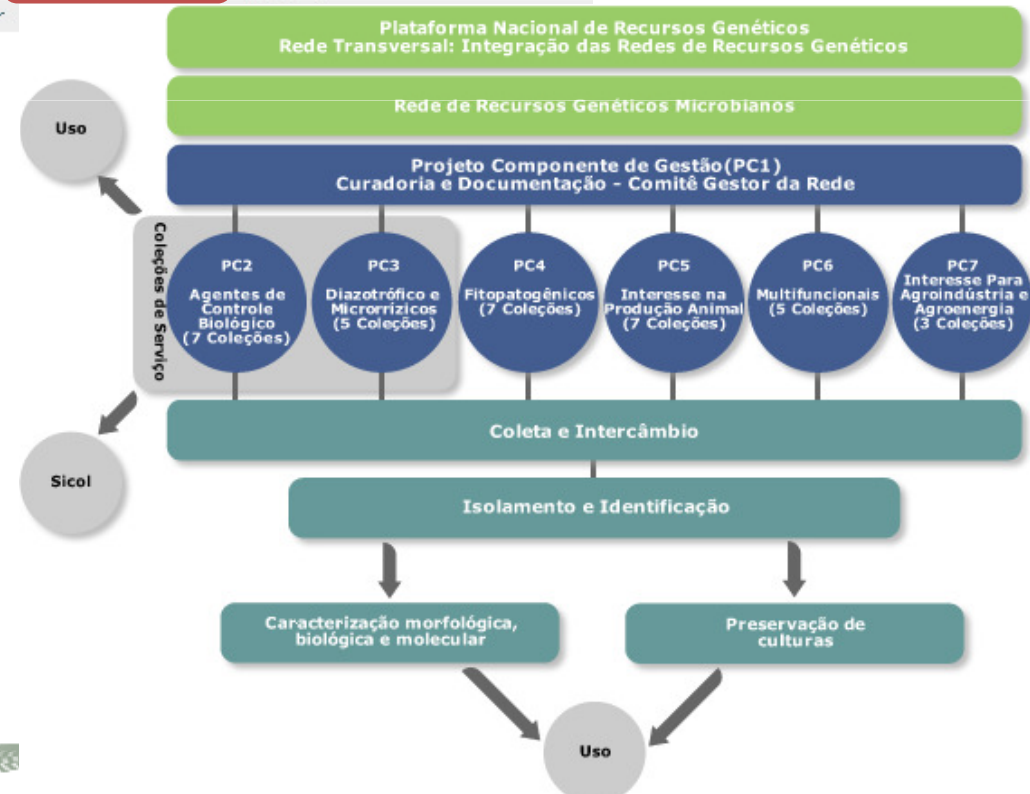 Plataforma Nacional de Recursos Genéticos
Rede Transversal: Integração das Redes de Recursos Genéticos
Rede de Recursos Genéticos Microbianos
Uso
Projeto Componente de Gestão(PC1)
Curadoria e Documentação - Comitê Gestor da Rede
Coleções de Serviço
PC2
Agentes de
Controle
Biológico
(7 Coleções)
PC3
Diazotrófico e
Microrrízicos
(5 Coleções)
PC4
Fitopatogênicos
(7 Coleções)
PC5
Interesse na
Produção Animal
(7 Coleções)
PC6
Multifuncionais
(5 Coleções)
PC7
Interesse Para
Agroindústria e
Agroenergia
(3 Coleções)
Coleta e Intercâmbio
Sicol
Isolamento e Identificação
Caracterização morfológica,
biológica e molecular
Preservação de
culturas
Uso